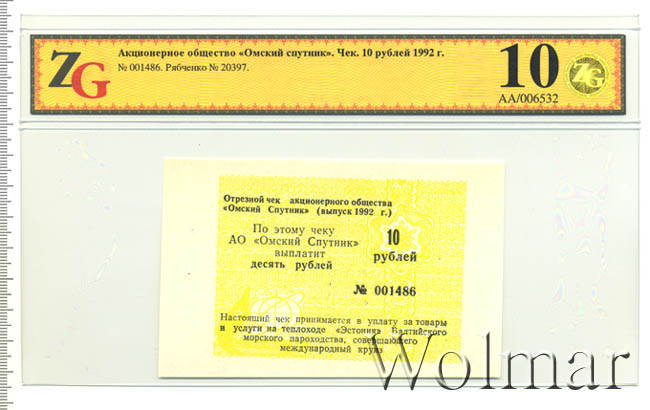 ZG
Акционерное общество «Омский спутник». Чек. 10 рублей 1992 г.
№ 001486. Рябченко № 20397.
10
ZG
АА/006532
Отрезной чек акционерного общества
«Омский Спутник» (выпуск 1992 г.)
По этому чеку
АО «Омский Спутник»
выплатит
десять рублей
10
рублей
№ 001486
Настоящий чек принимается в уплату за товары
и услуги на теплоходе «Эстония» Балтийского
морского пароходства, совершающего
международный круиз
Wolmar